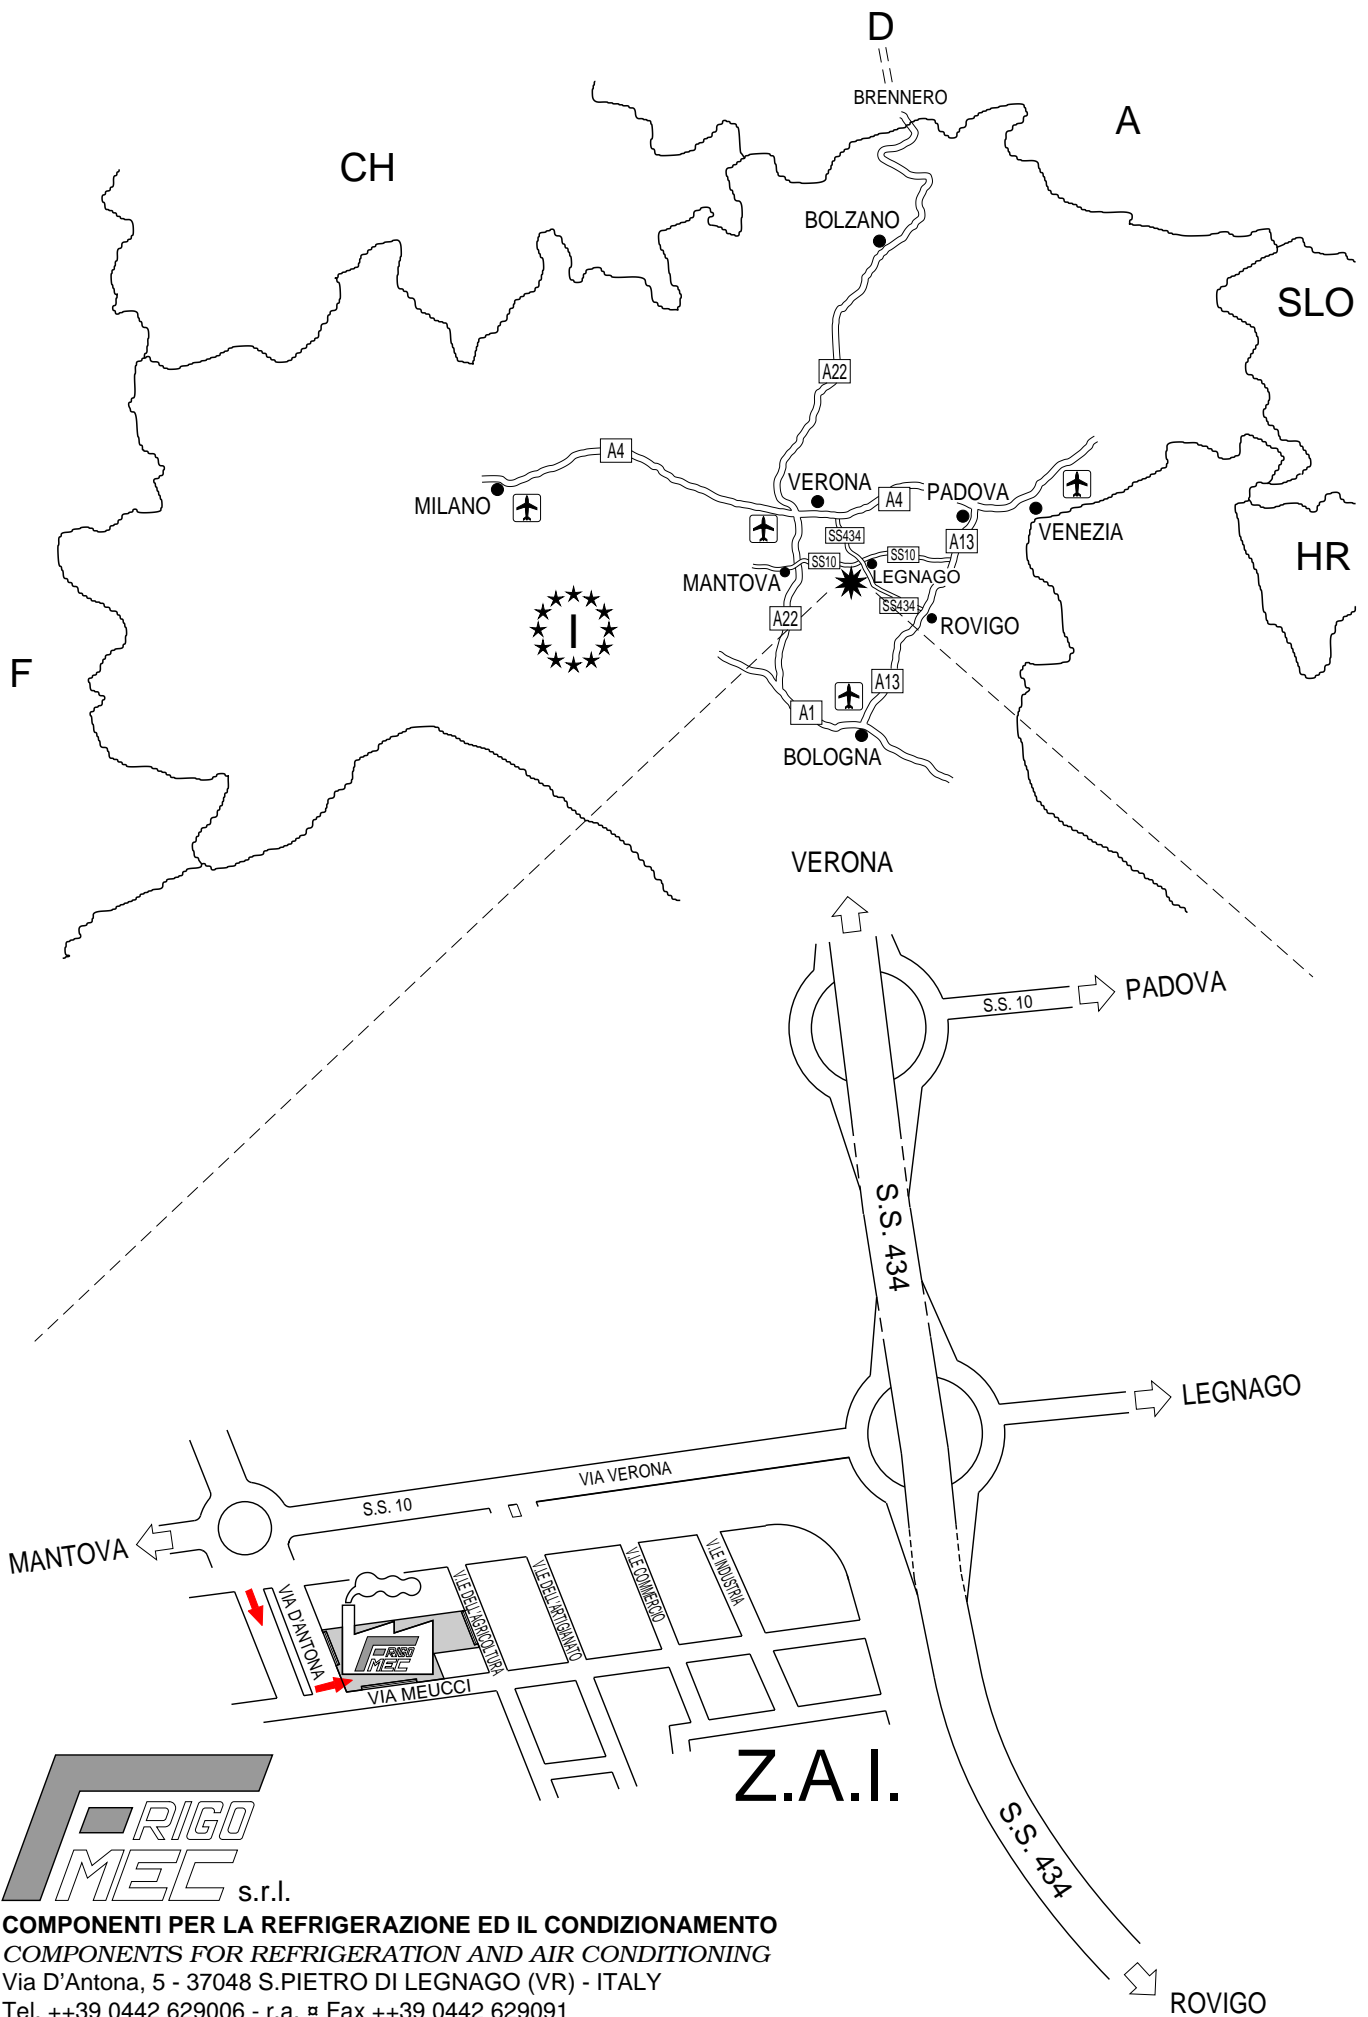 D
BRENNERO
A
CH
BOLZANO
SLO
A22
A4
MILANO
VERONA
A4
PADOVA
VENEZIA
SS434
A13
HR
SS10
SS10
MANTOVA
LEGNAGO
SS434
A22
ROVIGO
I
F
A13
A1
BOLOGNA
VERONA
PADOVA
S.S. 10
S.S. 434
LEGNAGO
VIA VERONA
S.S. 10
MANTOVA
VIA D'ANTONA
V.LE DELL'AGRICOLTURA
V.LE DELL'ARTIGIANATO
V.LE COMMERCIO
V.LE INDUSTRIA
FRIGO
MEC
VIA MEUCCI
Z.A.I.
S.S. 434
FRIGO
MEC s.r.l.
COMPONENTI PER LA REFRIGERAZIONE ED IL CONDIZIONAMENTO
COMPONENTS FOR REFRIGERATION AND AIR CONDITIONING
Via D'Antona, 5 - 37048 S.PIETRO DI LEGNAGO (VR) - ITALY
Tel. ++39 0442 629006 - r.a. ¤ Fax ++39 0442 629091
ROVIGO